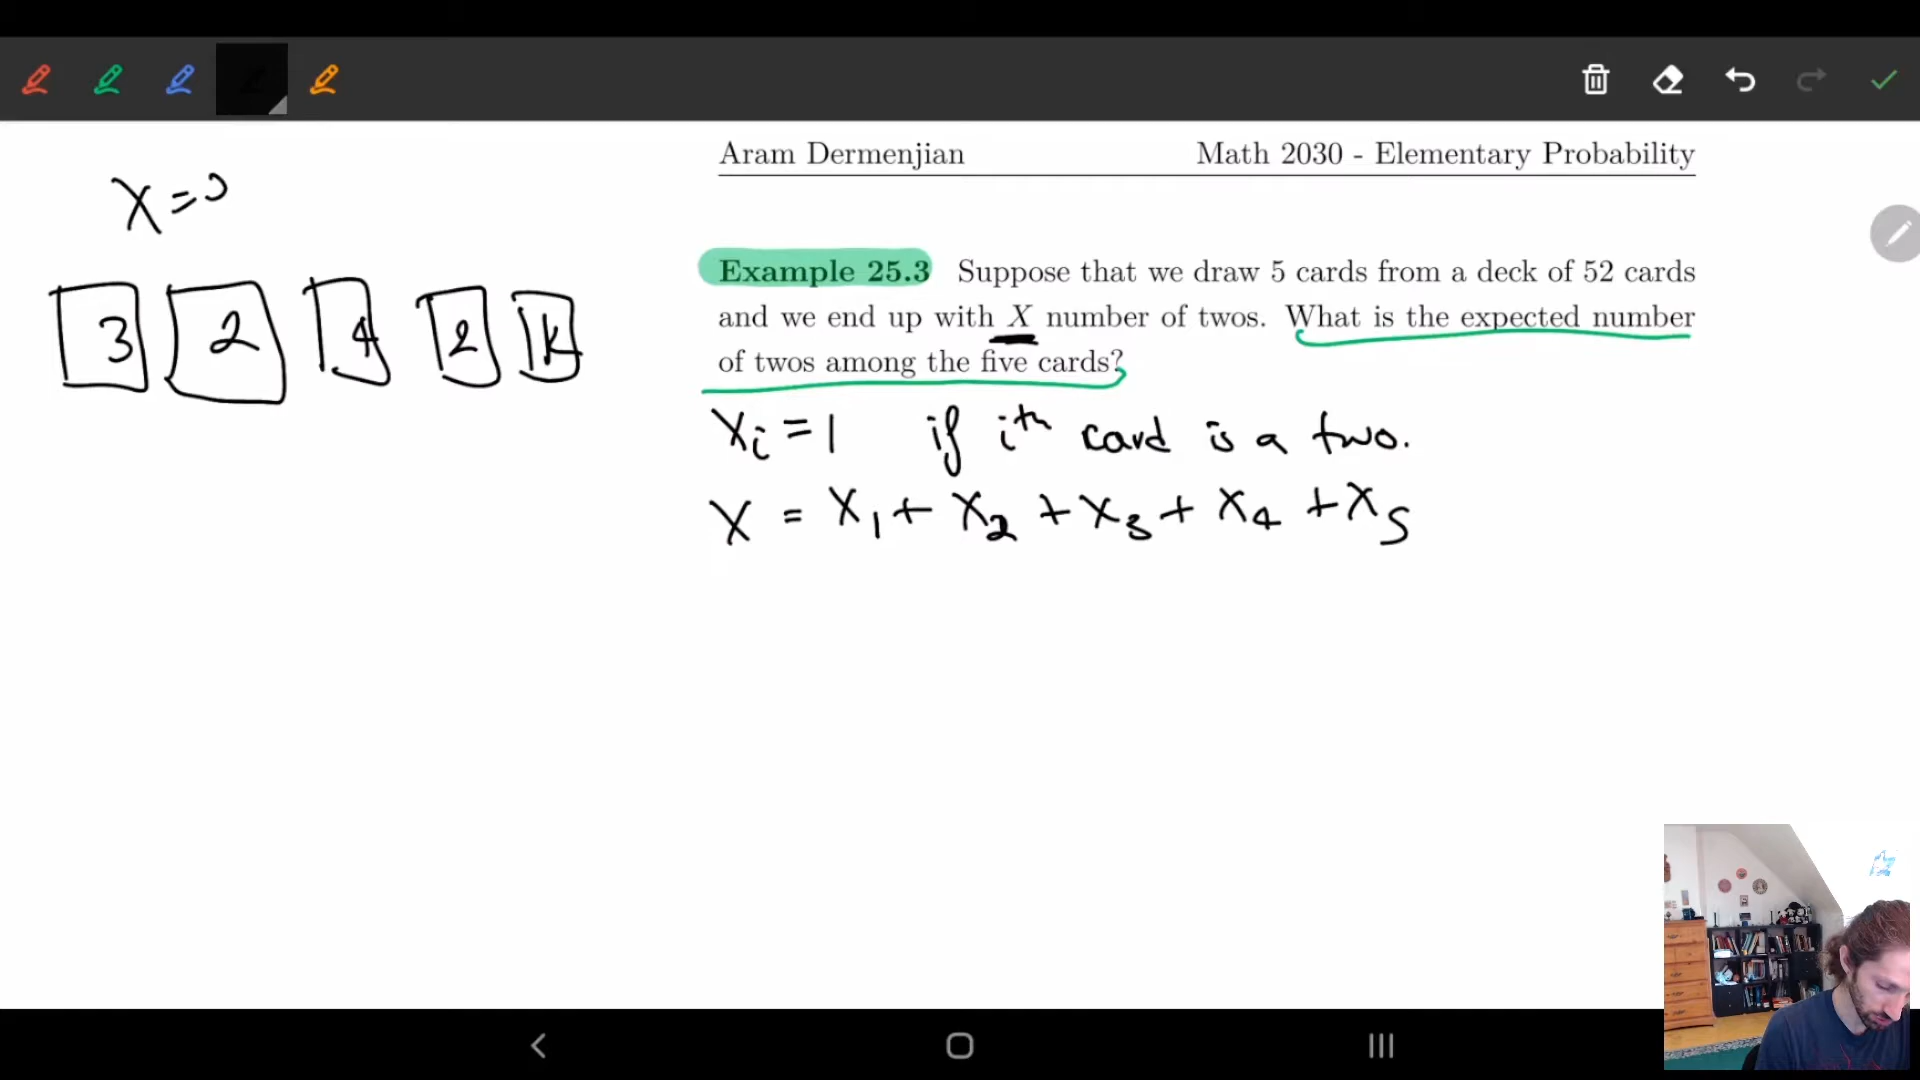 Aram Dermenjian Math 2030 - Elementary Probability
X =
3 2 4 2 K
Example 25.3 Suppose that we draw 5 cards from a deck of 52 cards
and we end up with X number of twos. What is the expected number
of twos among the five cards?
Xi = 1 if ith card is a two.
X = X1 + X2 + X3 + X4 + X5